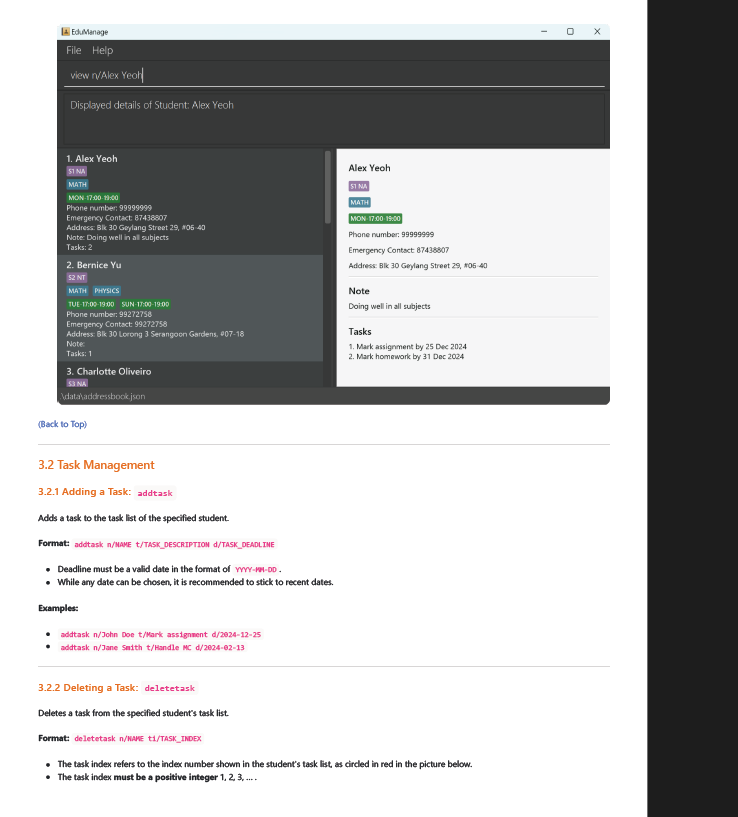 EduManage
File Help
view n/Alex Yeoh
Displayed details of Student: Alex Yeoh
1. Alex Yeoh
S1 NA
MATH
MON-17:00-19:00
Phone number: 99999999
Emergency Contact: 87438807
Address: Blk 30 Geylang Street 29, #06-40
Note: Doing well in all subjects
Tasks: 2
2. Bernice Yu
S2 NT
MATH PHYSICS
TUE-17:00-19:00 SUN-17:00-19:00
Phone number: 99272758
Emergency Contact: 99272758
Address: Blk 30 Lorong 3 Serangoon Gardens, #07-18
Note:
Tasks: 1
3. Charlotte Oliveiro
S3 NA
Alex Yeoh
S1 NA
MATH
MON-17:00-19:00
Phone number: 99999999
Emergency Contact: 87438807
Address: Blk 30 Geylang Street 29, #06-40
Note
Doing well in all subjects
Tasks
1. Mark assignment by 25 Dec 2024
2. Mark homework by 31 Dec 2024
\data\addressbook.json
(Back to Top)
3.2 Task Management
3.2.1 Adding a Task: addtask
Adds a task to the task list of the specified student.
Format: addtask n/NAME t/TASK_DESCRIPTION d/TASK_DEADLINE
• Deadline must be a valid date in the format of YYYY-MM-DD .
• While any date can be chosen, it is recommended to stick to recent dates.
Examples:
• addtask n/John Doe t/Mark assignment d/2024-12-25
• addtask n/Jane Smith t/Handle MC d/2024-02-13
3.2.2 Deleting a Task: deletetask
Deletes a task from the specified student's task list.
Format: deletetask n/NAME ti/TASK_INDEX
• The task index refers to the index number shown in the student's task list, as circled in red in the picture below.
• The task index must be a positive integer 1, 2, 3, … .